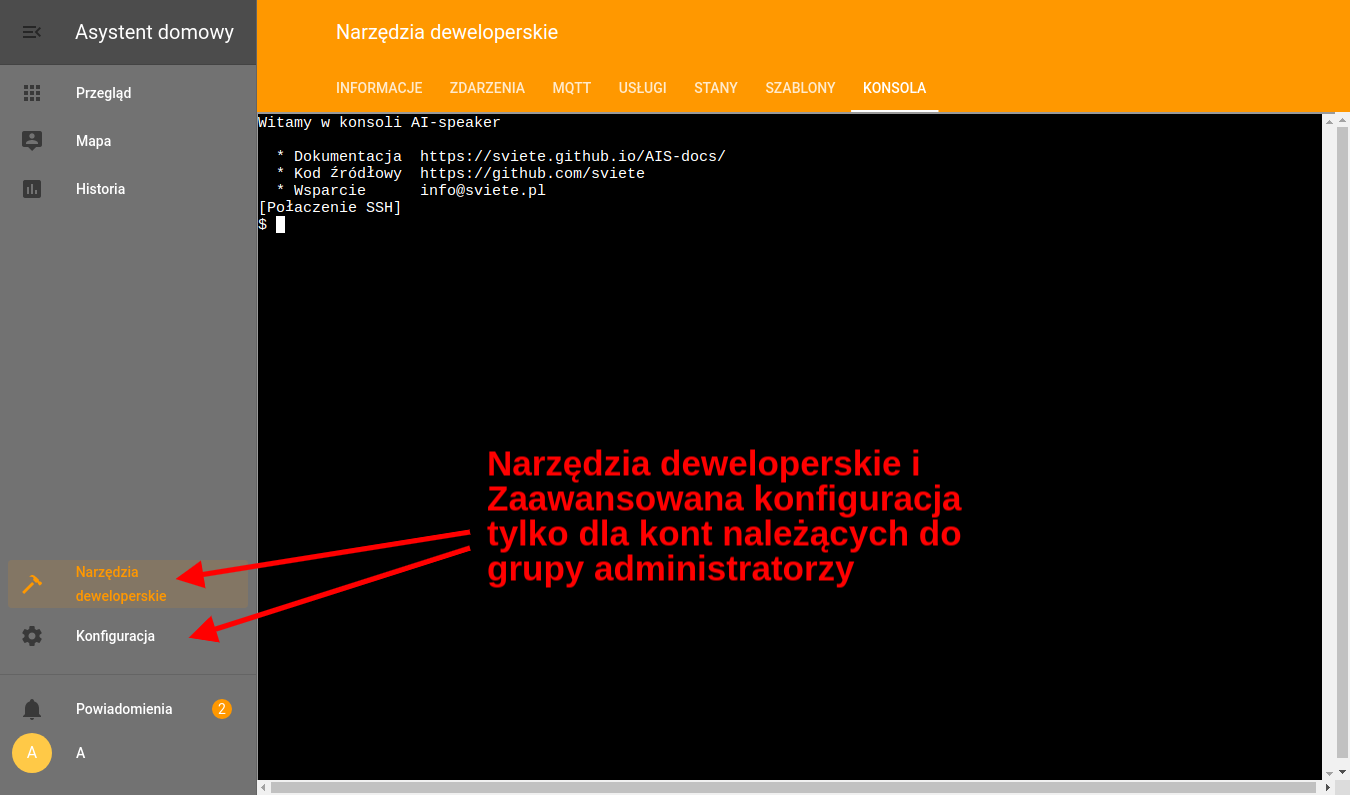 Asystent domowy
Przegląd
Mapa
Historia
Narzędzia
deweloperskie
Konfiguracja
Powiadomienia 2
A A
Narzędzia deweloperskie
INFORMACJE ZDARZENIA MQTT USŁUGI STANY SZABLONY KONSOLA
Witamy w konsoli AI-speaker
* Dokumentacja https://sviete.github.io/AIS-docs/
* Kod źródłowy https://github.com/sviete
* Wsparcie info@sviete.pl
[Połaczenie SSH]
$
Narzędzia deweloperskie i
Zaawansowana konfiguracja
tylko dla kont należących do
grupy administratorzy